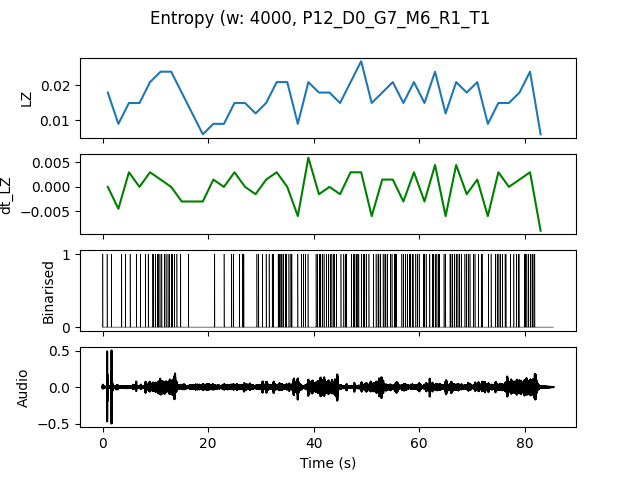 Entropy (w: 4000, P12_D0_G7_M6_R1_T1
LZ
0.02
0.01
dt_LZ
0.005
0.000
−0.005
Binarised
1
0
Audio
0.5
0.0
−0.5
0 20 40 60 80
Time (s)